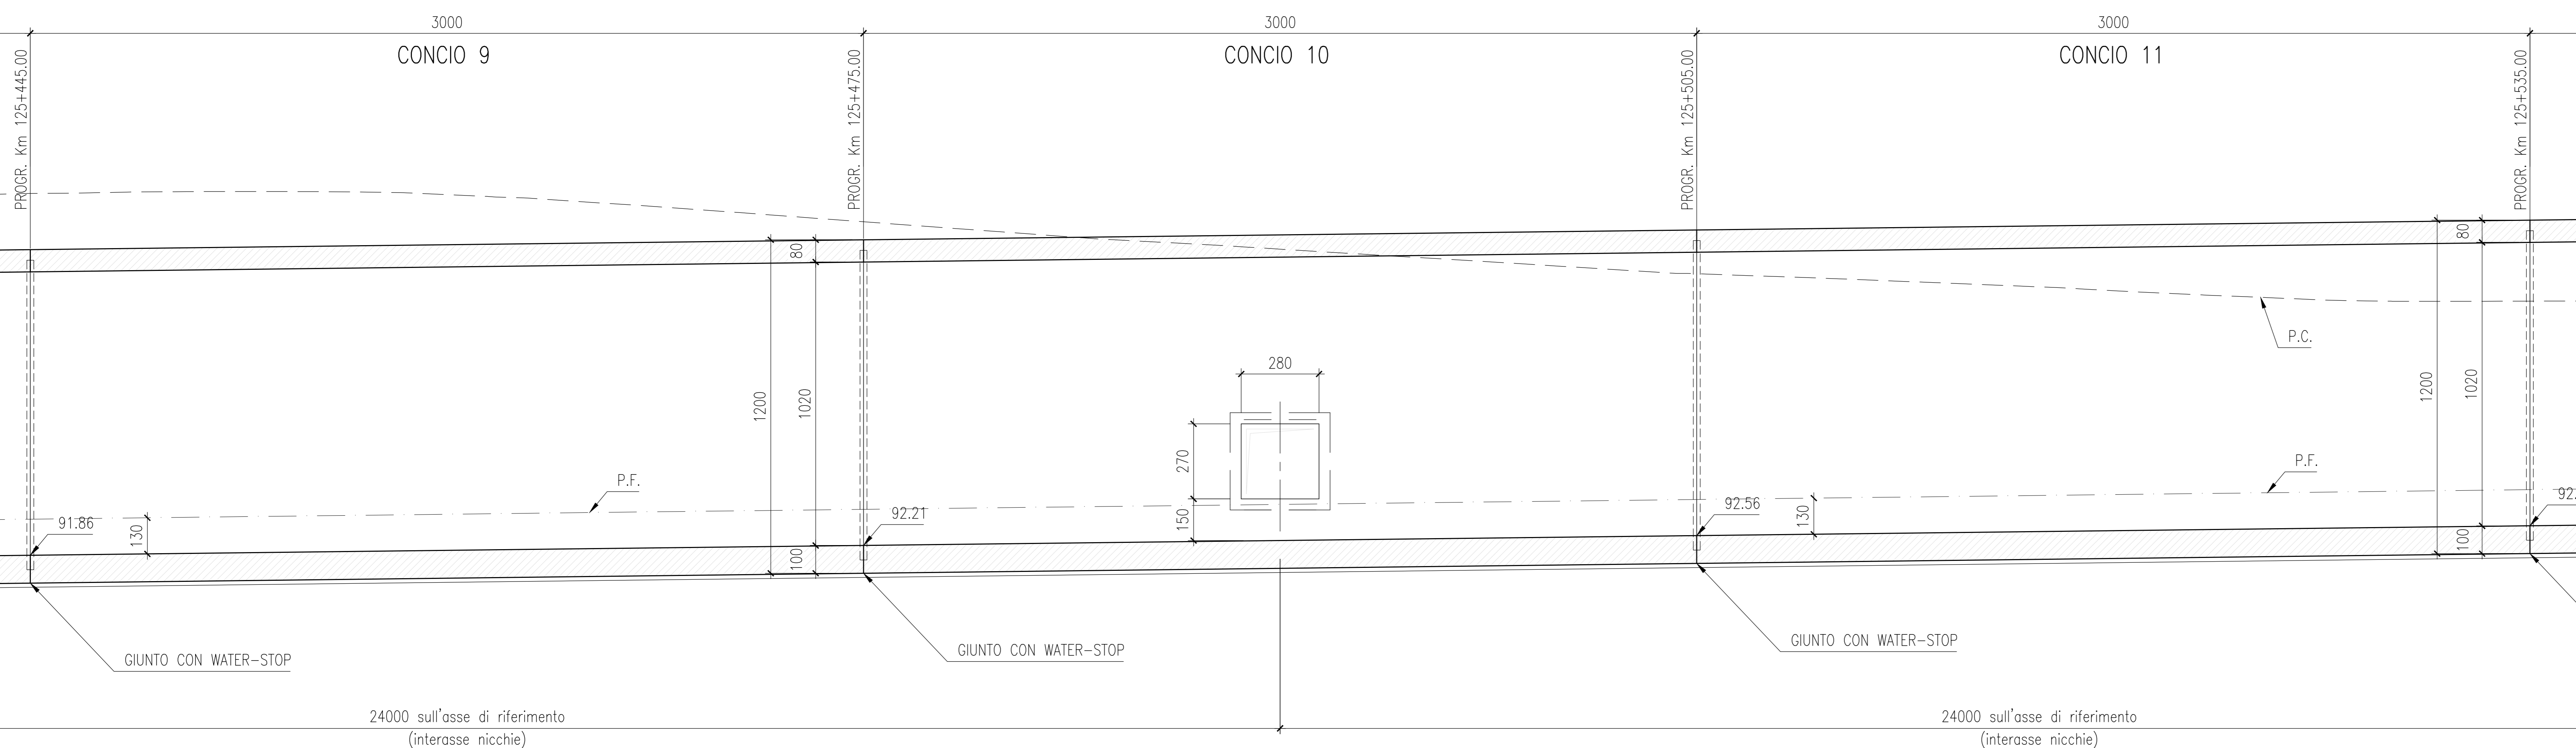 3000
3000
3000
CONCIO 9
CONCIO 10
CONCIO 11
PROGR. Km 125+445.00
PROGR. Km 125+475.00
PROGR. Km 125+505.00
PROGR. Km 125+535.00
80
80
P.C.
280
1200
1020
1200
1020
270
P.F.
P.F.
91.86
130
92.21
150
92.56
130
92.
100
100
GIUNTO CON WATER-STOP
GIUNTO CON WATER-STOP
GIUNTO CON WATER-STOP
24000 sull'asse di riferimento
(interasse nicchie)
24000 sull'asse di riferimento
(interasse nicchie)